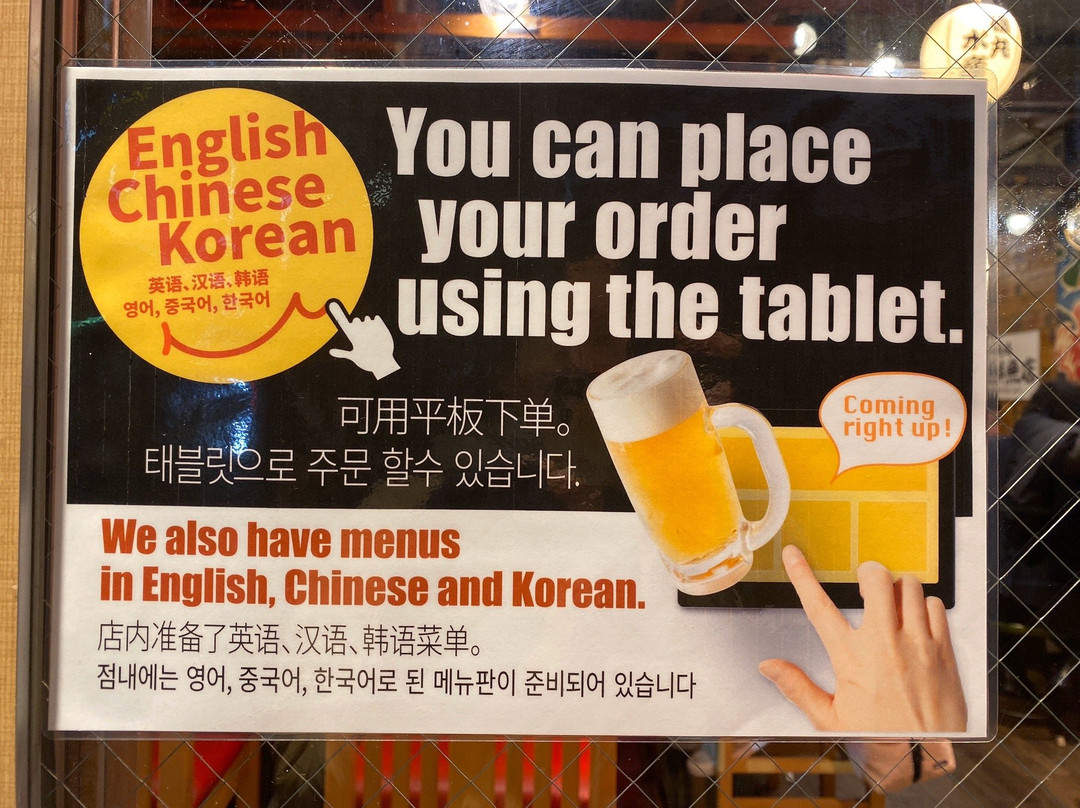 English
Chinese
Korean
英语、汉语、韩语
영어, 중국어, 한국어
You can place
your order
using the tablet.
可用平板下单。
태블릿으로 주문 할수 있습니다.
Coming
right up!
We also have menus
in English, Chinese and Korean.
店内准备了英语、汉语、韩语菜单。
점내에는 영어, 중국어, 한국어로 된 메뉴판이 준비되어 있습니다